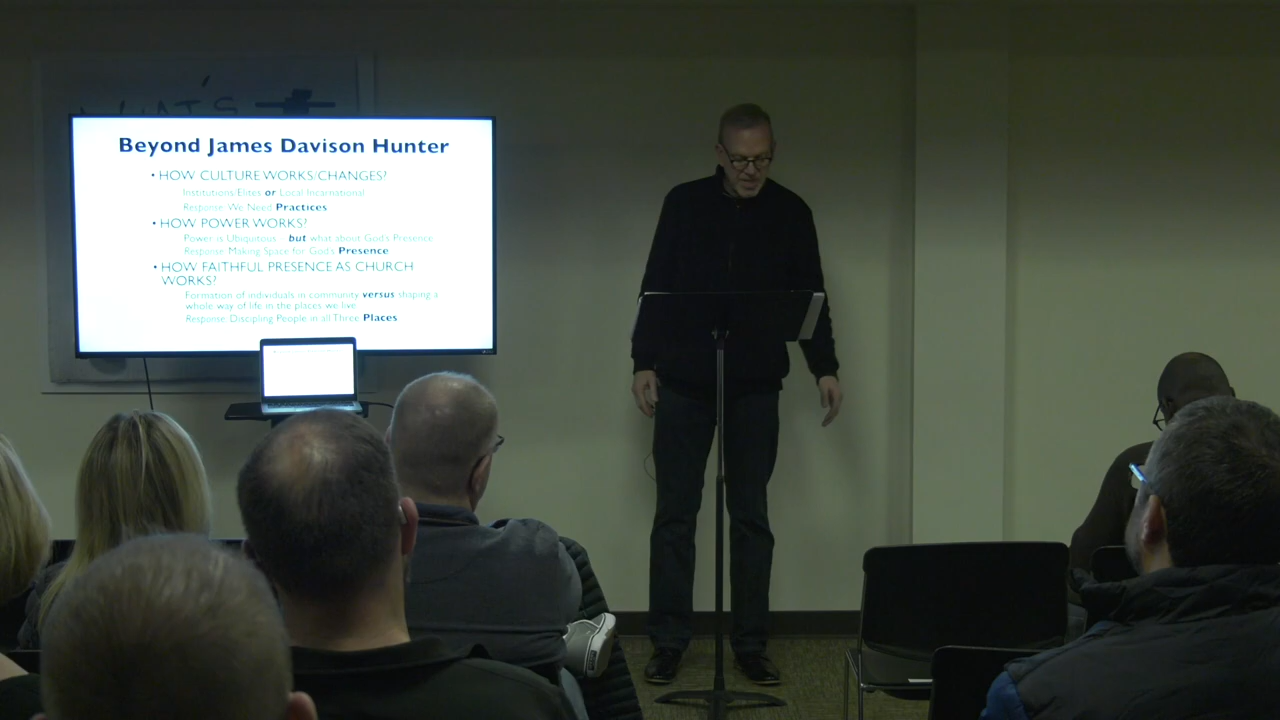 WHAT'S
Beyond James Davison Hunter
• HOW CULTURE WORKS/CHANGES?
Institutions/Elites or Local Incarnational
Response: We Need Practices
• HOW POWER WORKS?
Power is Ubiquitous but what about God's Presence
Response: Making Space for God's Presence
• HOW FAITHFUL PRESENCE AS CHURCH
WORKS?
Formation of individuals in community versus shaping a
whole way of life in the places we live
Response: Discipling People in all Three Places